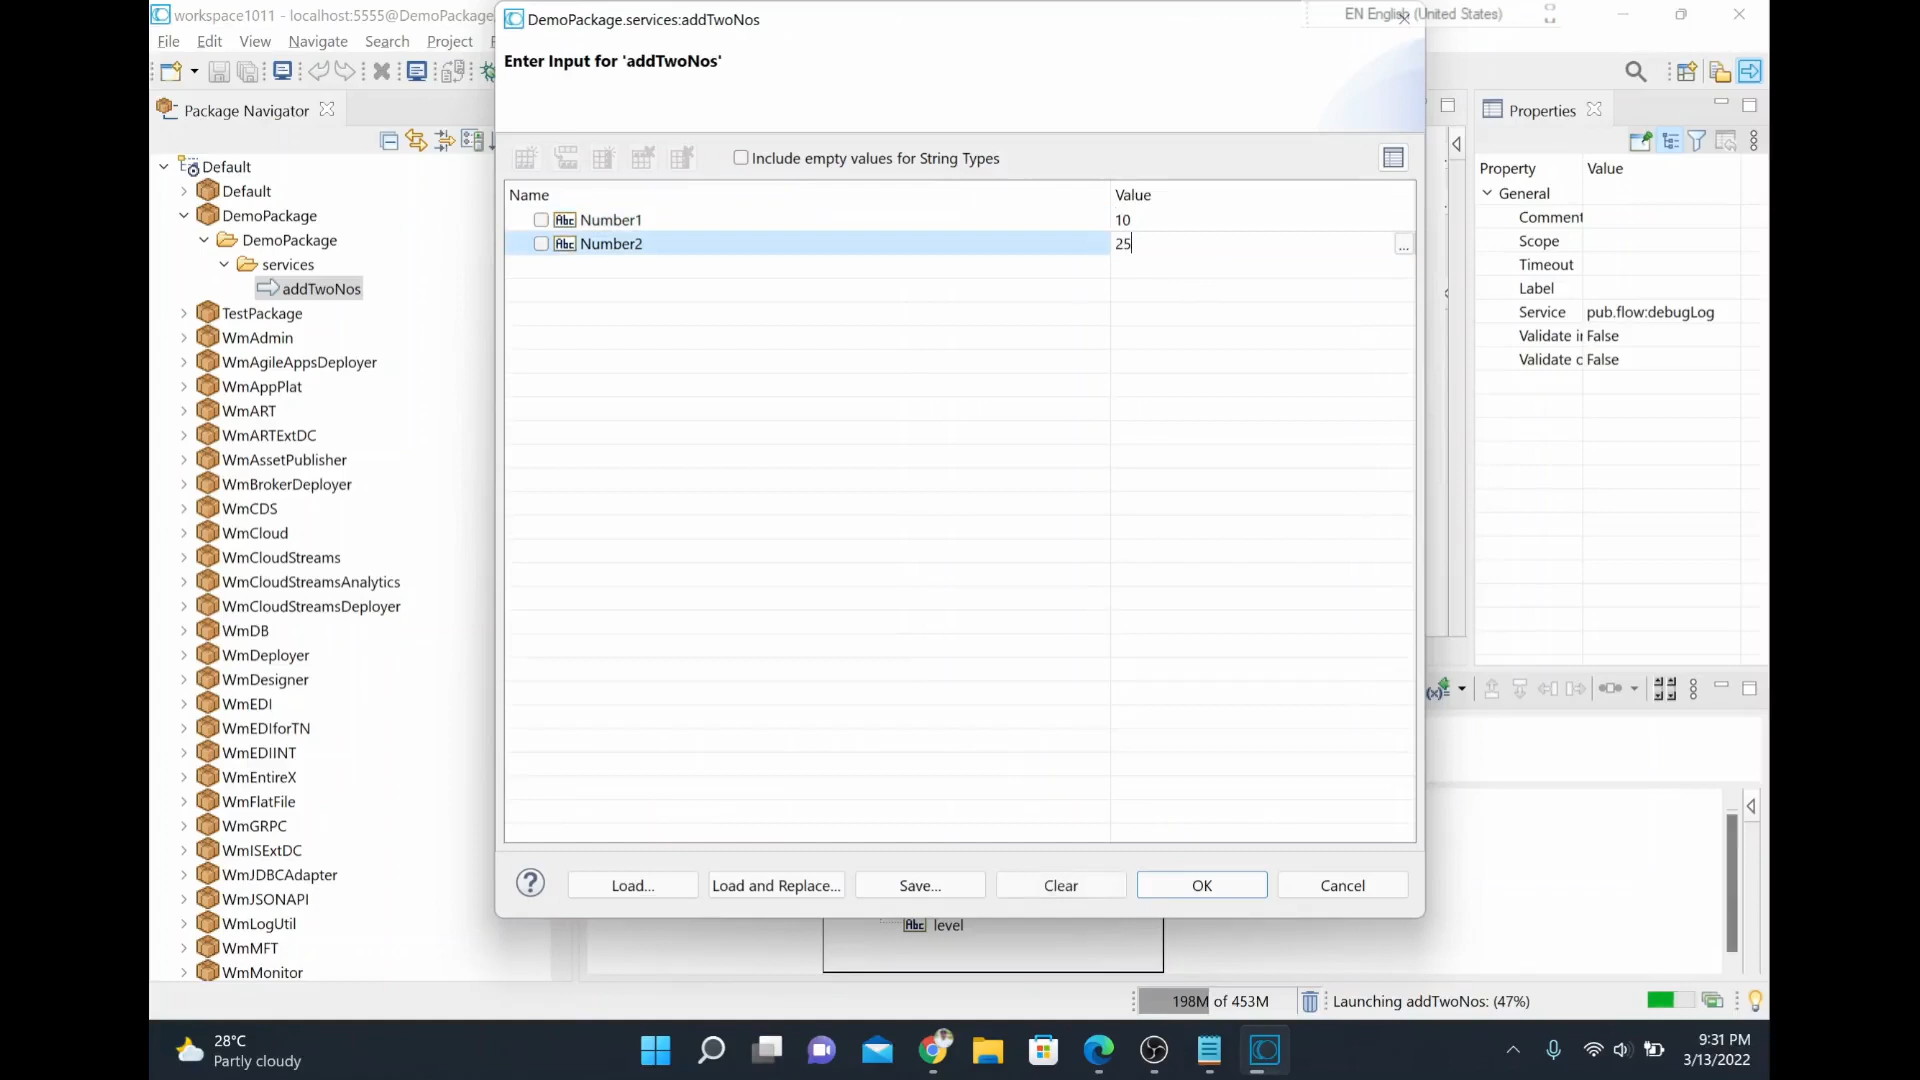 workspace1011 - localhost:5555@DemoPackage.
DemoPackage.services:addTwoNos
EN English (United States)
File Edit View Navigate Search Project
Enter Input for 'addTwoNos'
Package Navigator
Properties
Include empty values for String Types
Name Value
Number1 10
Number2 25
...
Default
Default
DemoPackage
DemoPackage
services
addTwoNos
TestPackage
WmAdmin
WmAgileAppsDeployer
WmAppPlat
WmART
WmARTExtDC
WmAssetPublisher
WmBrokerDeployer
WmCDS
WmCloud
WmCloudStreams
WmCloudStreamsAnalytics
WmCloudStreamsDeployer
WmDB
WmDeployer
WmDesigner
WmEDI
WmEDIforTN
WmEDIINT
WmEntireX
WmFlatFile
WmGRPC
WmISExtDC
WmJDBCAdapter
WmJSONAPI
WmLogUtil
WmMFT
WmMonitor
Property Value
General
Comment
Scope
Timeout
Label
Service pub.flow:debugLog
Validate i False
Validate c False
Load... Load and Replace... Save... Clear OK Cancel
Abc level
198M of 453M
Launching addTwoNos: (47%)
28°C
Partly cloudy
9:31 PM
3/13/2022